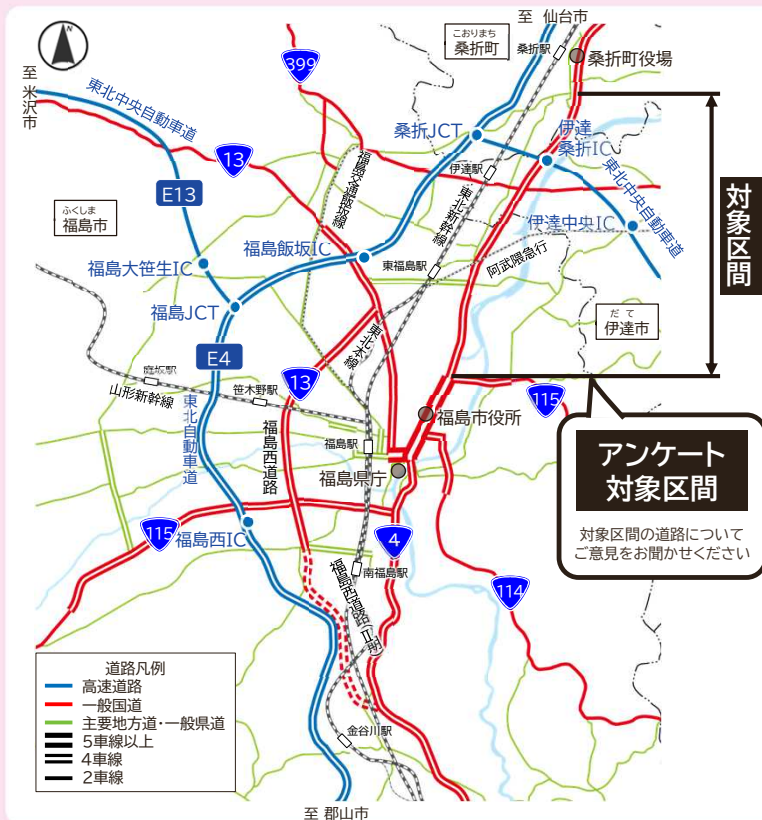 至 仙台市
こおりまち
桑折町
桑折駅
桑折町役場
399
至 米沢市
東北中央自動車道
13
桑折JCT
伊達
桑折IC
福島交通飯坂線
伊達駅
東北新幹線
東北中央自動車道
対象区間
E13
ふくしま
福島市
伊達中央IC
福島飯坂IC
福島大笹生IC
東福島駅
阿武隈急行
福島JCT
だて
伊達市
E4
東北本線
庭坂駅
13
笹木野駅
山形新幹線
115
東北自動車道
福島西道路
福島市役所
福島駅
アンケート
対象区間
福島県庁
対象区間の道路について
ご意見をお聞かせください
115
福島西IC
4
福島西道路(Ⅱ期)
南福島駅
114
道路凡例
高速道路
一般国道
主要地方道・一般県道
5車線以上
4車線
2車線
金谷川駅
至 郡山市